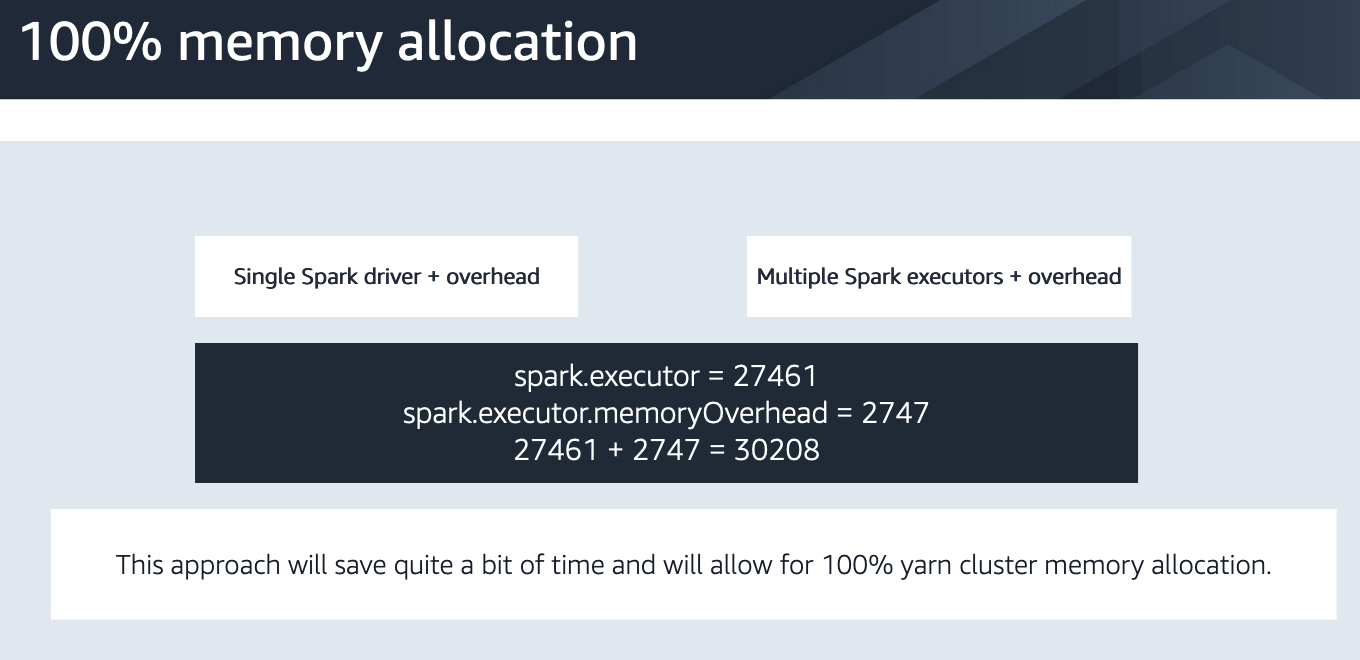 100% memory allocation
Single Spark driver + overhead
Multiple Spark executors + overhead
spark.executor = 27461
spark.executor.memoryOverhead = 2747
27461 + 2747 = 30208
This approach will save quite a bit of time and will allow for 100% yarn cluster memory allocation.